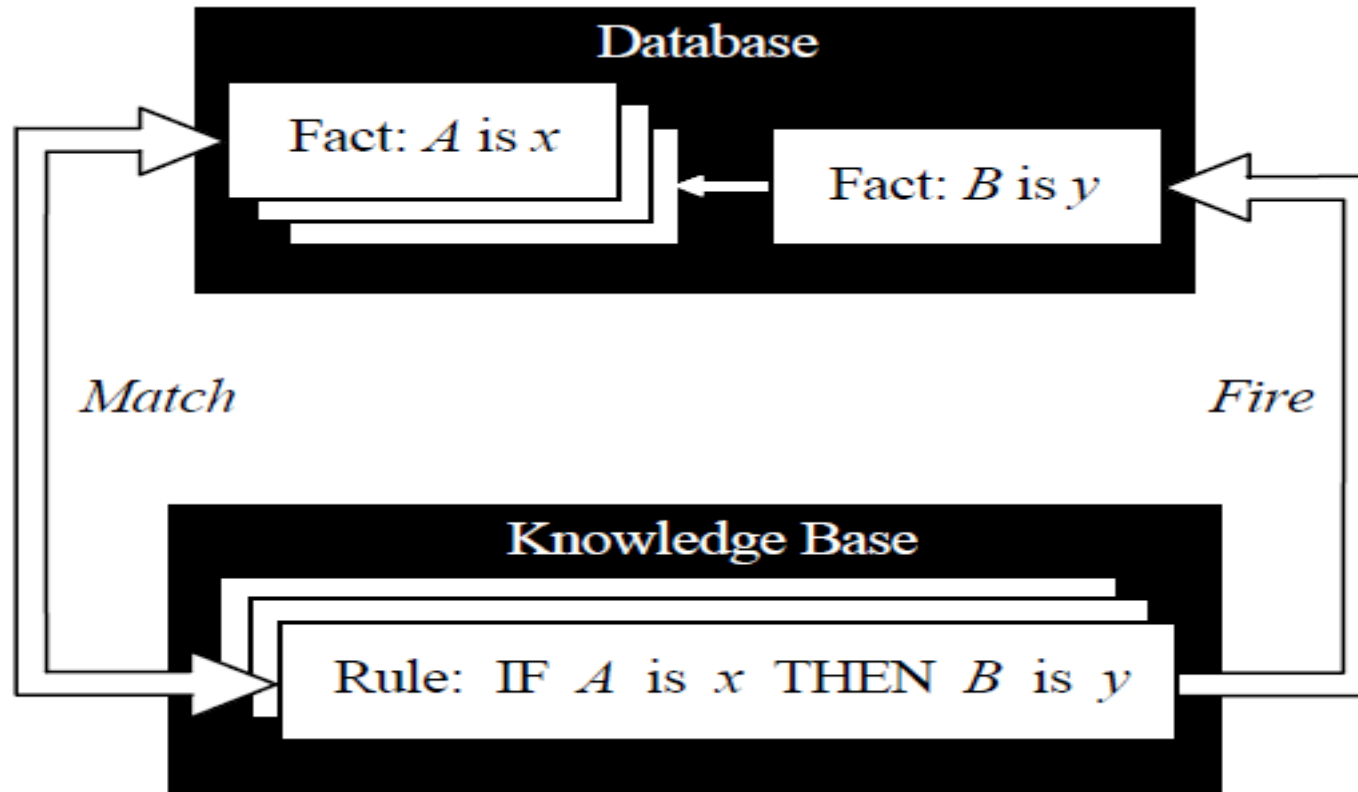 Database
Fact: A is x
Fact: B is y
Match
Fire
Knowledge Base
Rule: IF A is x THEN B is y